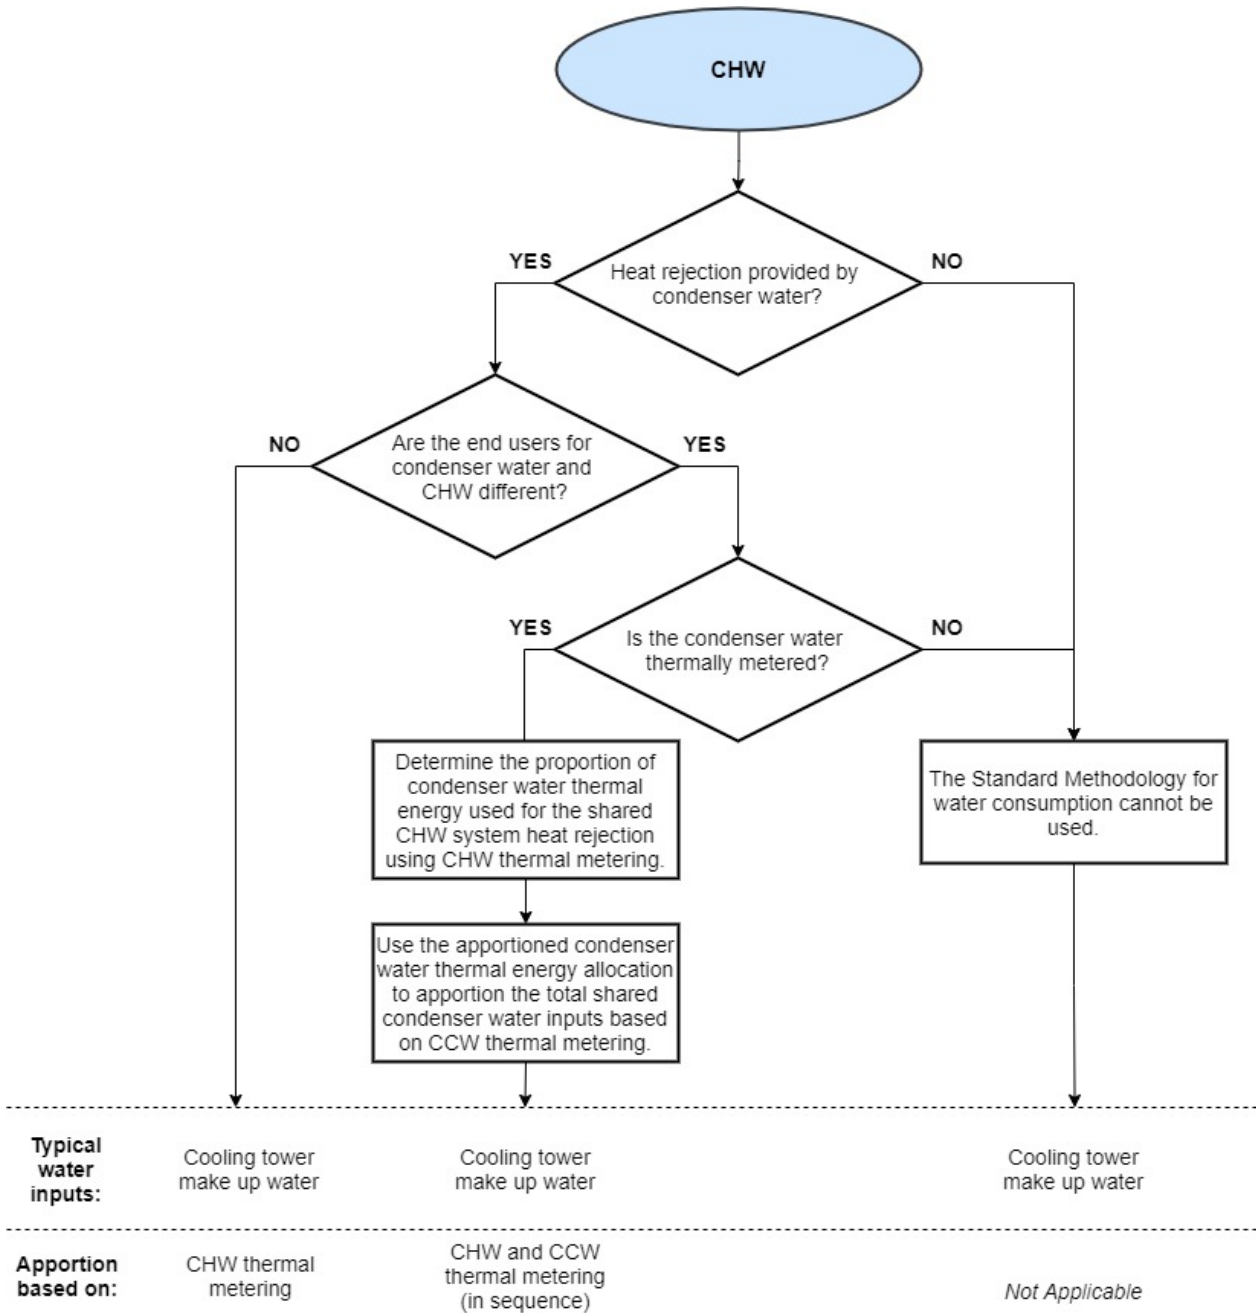 CHW
Heat rejection provided by
condenser water?
YES
NO
Are the end users for
condenser water and
CHW different?
NO
YES
Is the condenser water
thermally metered?
YES
NO
Determine the proportion of
condenser water thermal
energy used for the shared
CHW system heat rejection
using CHW thermal metering.
The Standard Methodology for
water consumption cannot be
used.
Use the apportioned condenser
water thermal energy allocation
to apportion the total shared
condenser water inputs based
on CCW thermal metering.
Typical
water
inputs:
Cooling tower
make up water
Cooling tower
make up water
Cooling tower
make up water
Apportion
based on:
CHW thermal
metering
CHW and CCW
thermal metering
(in sequence)
Not Applicable